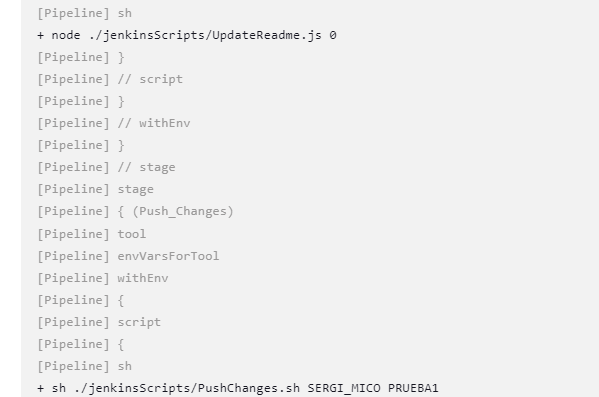 [Pipeline] sh
+ node ./jenkinsScripts/UpdateReadme.js 0
[Pipeline] }
[Pipeline] // script
[Pipeline] }
[Pipeline] // withEnv
[Pipeline] }
[Pipeline] // stage
[Pipeline] stage
[Pipeline] { (Push_Changes)
[Pipeline] tool
[Pipeline] envVarsForTool
[Pipeline] withEnv
[Pipeline] {
[Pipeline] script
[Pipeline] {
[Pipeline] sh
+ sh ./jenkinsScripts/PushChanges.sh SERGI_MICO PRUEBA1